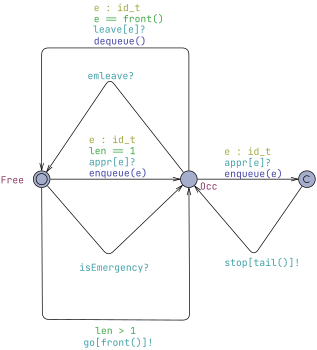 e : id_t
e == front()
leave[e]?
dequeue()
emleave?
e : id_t
len == 1
appr[e]?
enqueue(e)
e : id_t
appr[e]?
enqueue(e)
Free
Occ
C
isEmergency?
stop[tail()]!
len > 1
go[front()]!